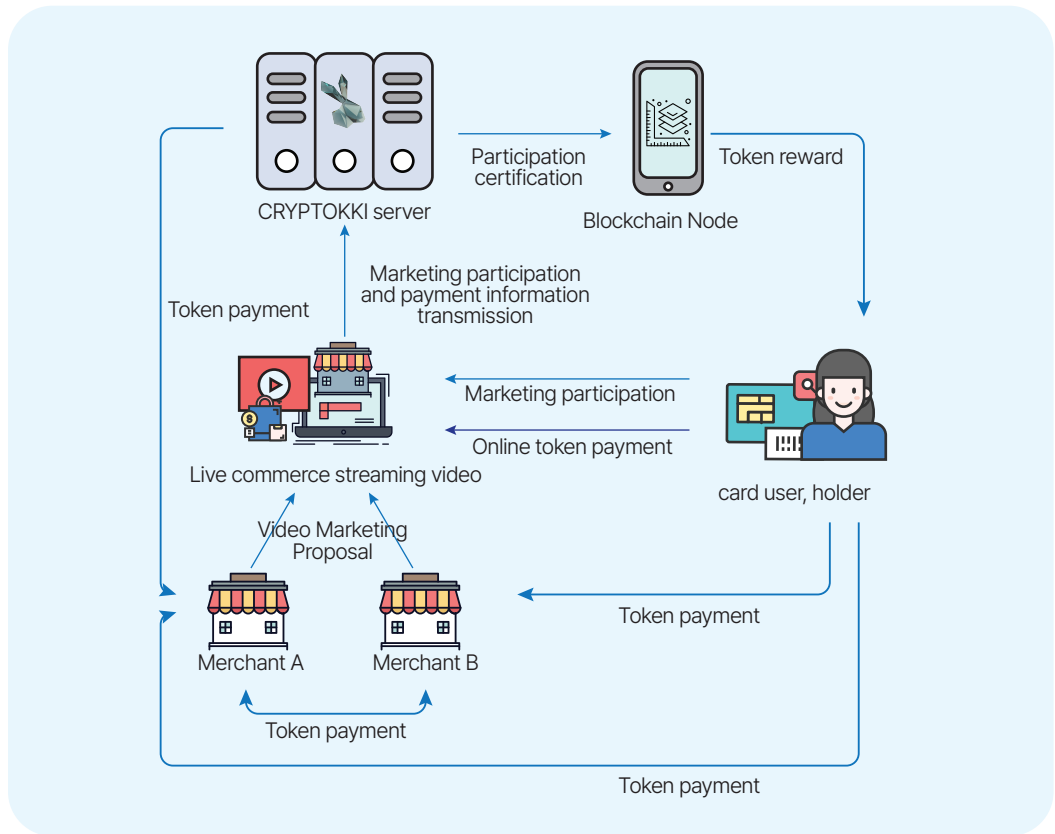 Participation
certification
Token reward
CRYPTOKKI server
Blockchain Node
Marketing participation
and payment information
transmission
Token payment
Marketing participation
Online token payment
Live commerce streaming video
card user, holder
Video Marketing
Proposal
Token payment
Merchant A
Merchant B
Token payment
Token payment